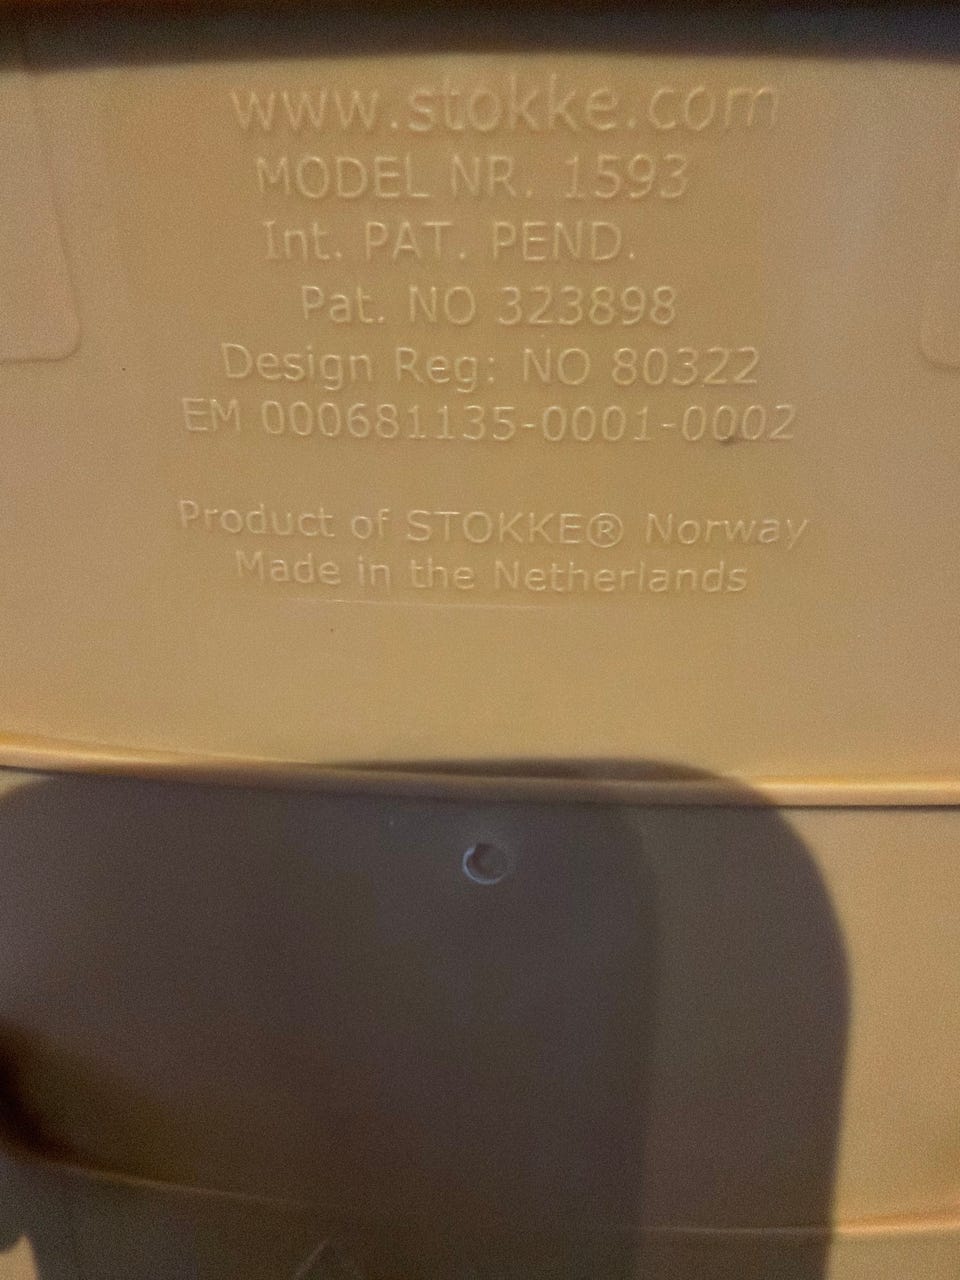 www.stokke.com
MODEL NR. 1593
Int. PAT. PEND.
Pat. NO 323898
Design Reg: NO 80322
EM 000681135-0001-0002
Product of STOKKE® Norway
Made in the Netherlands